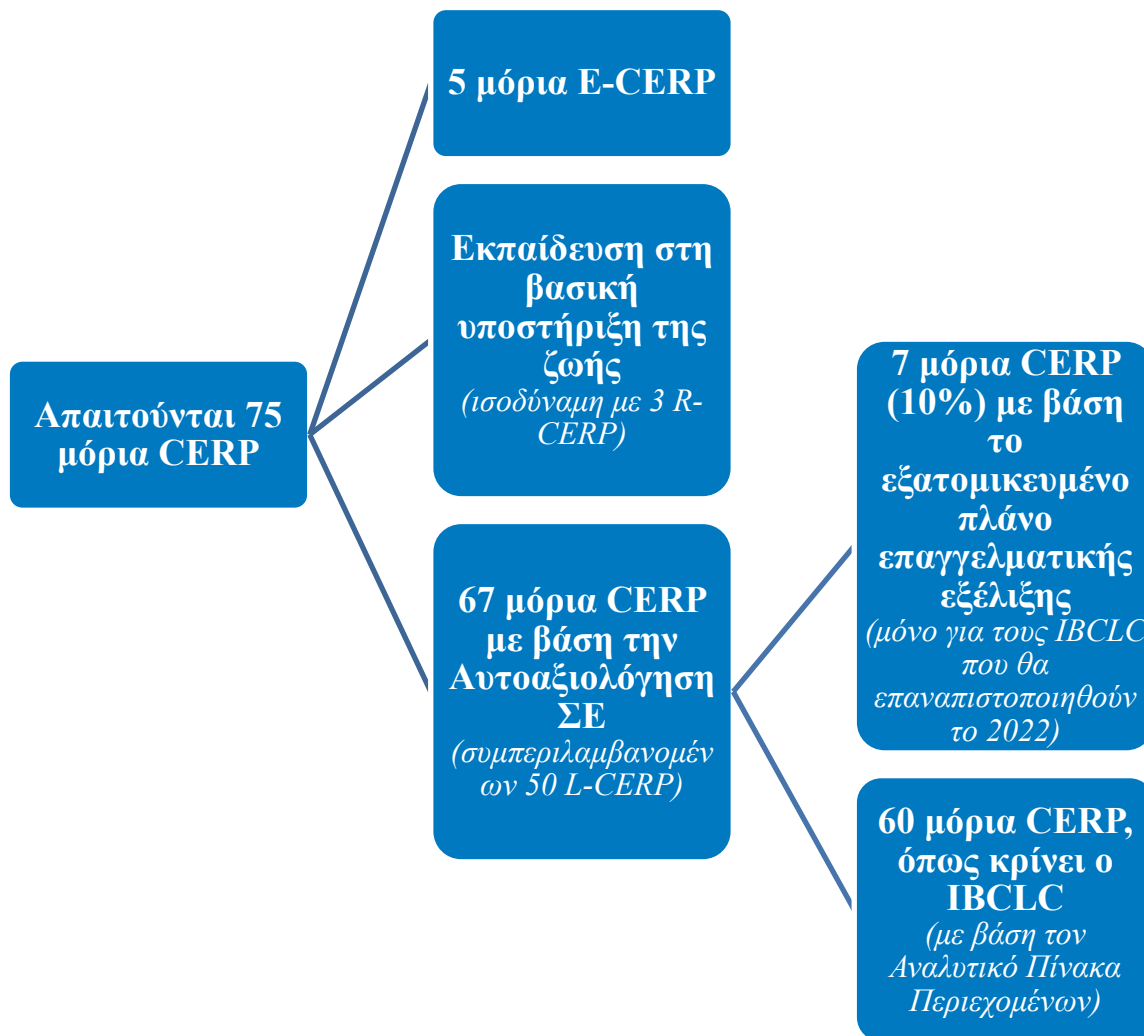 5 μόρια E-CERP
Εκπαίδευση στη
βασική
υποστήριξη της
ζωής
(ισοδύναμη με 3 R-
CERP)
Απαιτούνται 75
μόρια CERP
67 μόρια CERP
με βάση την
Αυτοαξιολόγηση
ΣΕ
(συμπεριλαμβανομέν
ων 50 L-CERP)
7 μόρια CERP
(10%) με βάση
το
εξατομικευμένο
πλάνο
επαγγελματικής
εξέλιξης
(μόνο για τους IBCLC
που θα
επαναπιστοποιηθούν
το 2022)
60 μόρια CERP,
όπως κρίνει ο
IBCLC
(με βάση τον
Αναλυτικό Πίνακα
Περιεχομένων)